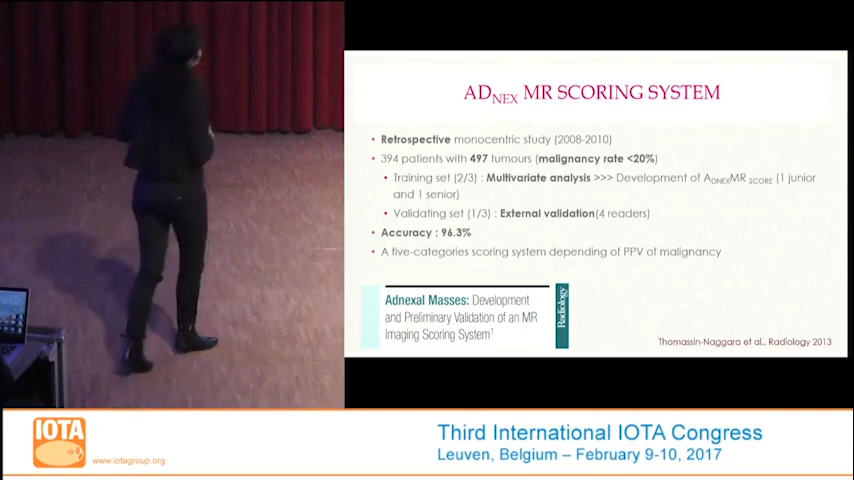 ADNEX MR SCORING SYSTEM
• Retrospective monocentric study (2008-2010)
• 394 patients with 497 tumours (malignancy rate <20%)
• Training set (2/3) : Multivariate analysis >>> Development of ADNEXMR SCORE (1 junior
and 1 senior)
• Validating set (1/3) : External validation(4 readers)
• Accuracy : 96.3%
• A five-categories scoring system depending of PPV of malignancy
Adnexal Masses: Development
and Preliminary Validation of an MR
Imaging Scoring System1
Radiology
Thomassin-Naggara et al., Radiology 2013
IOTA
www.iotagroup.org
Third International IOTA Congress
Leuven, Belgium – February 9-10, 2017